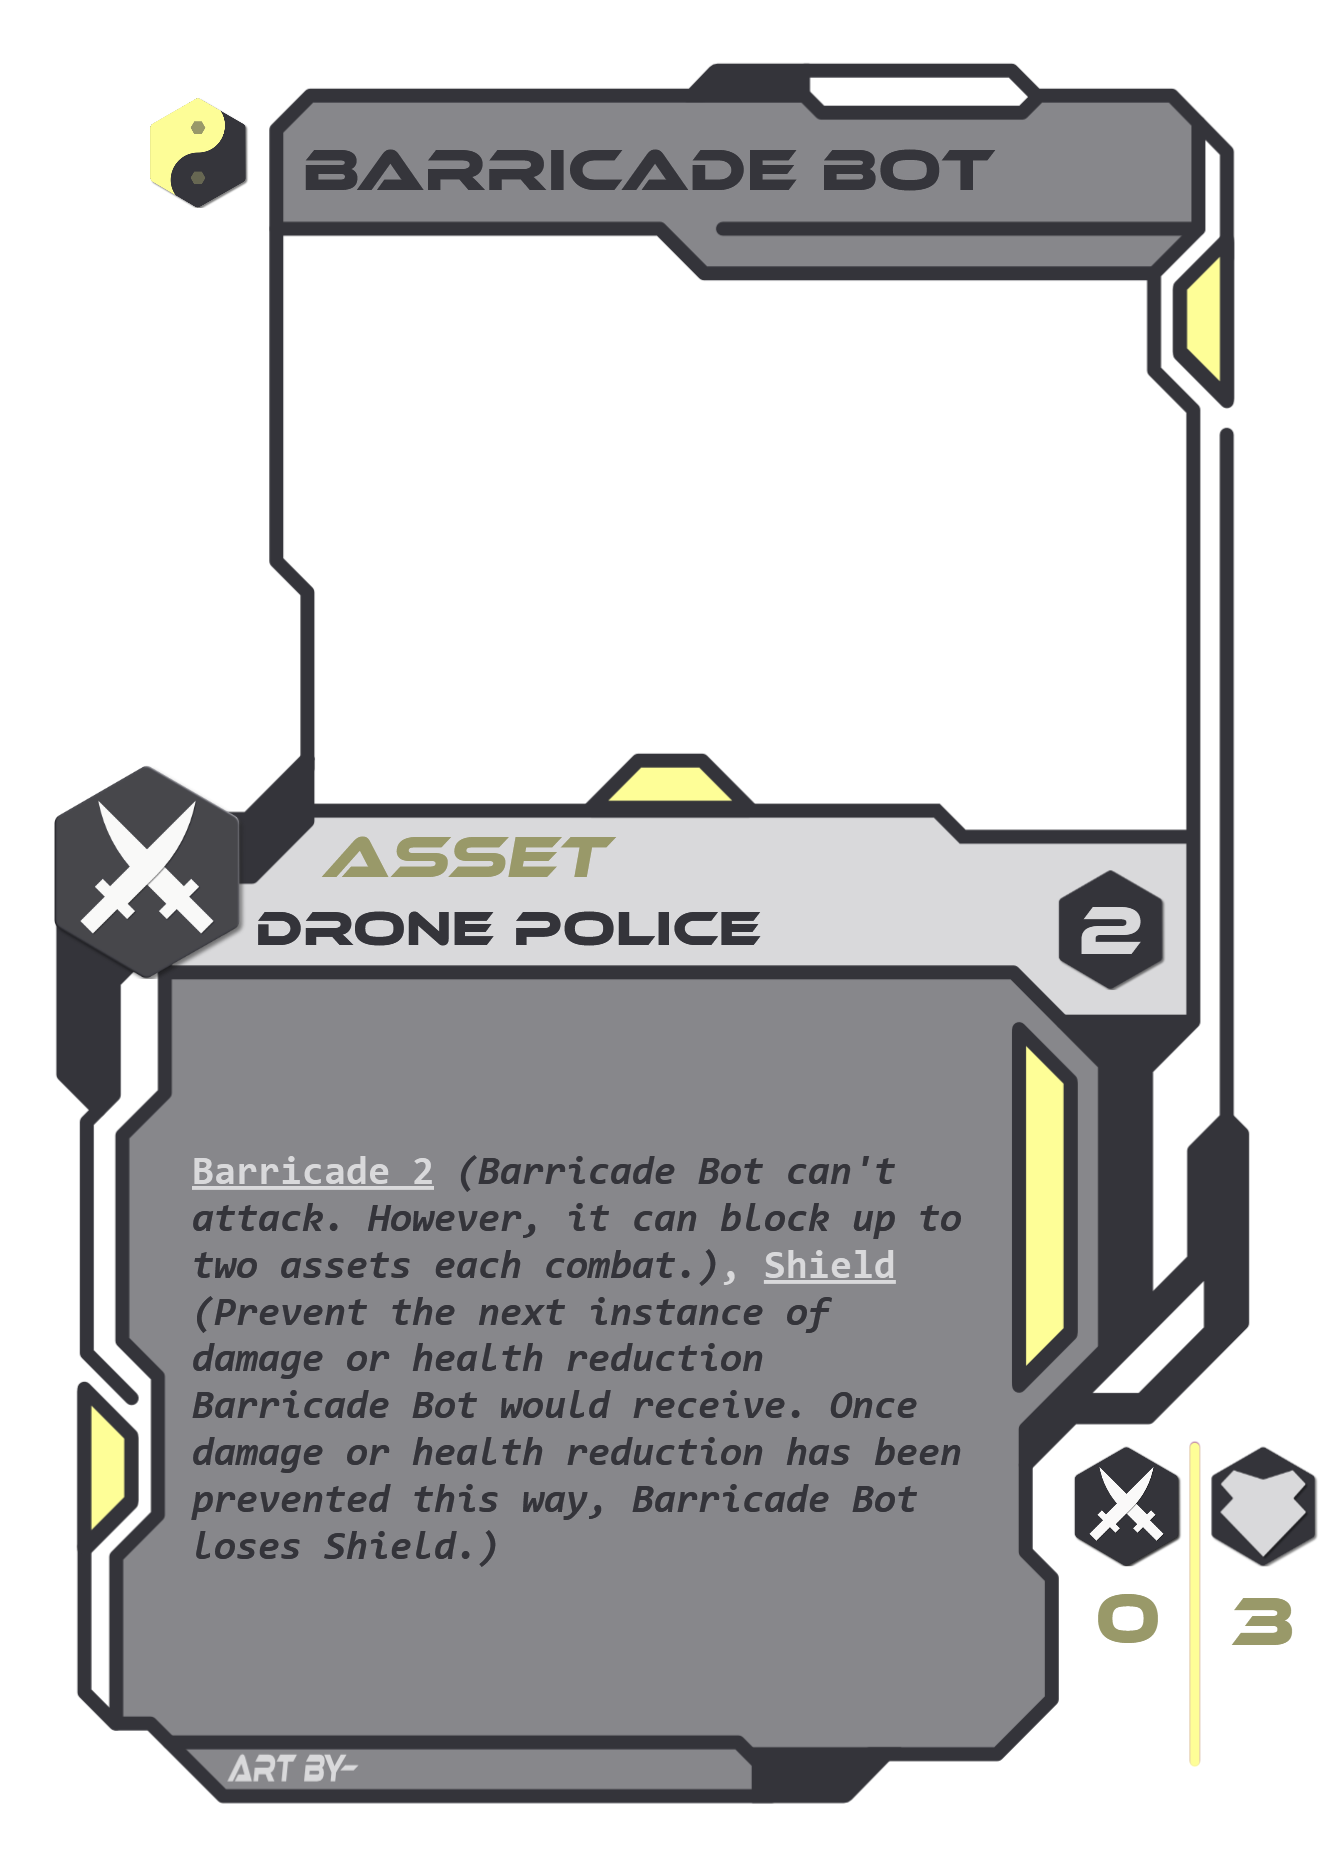 BARRICADE BOT
ASSET
DRONE POLICE
2
Barricade 2 (Barricade Bot can't
attack. However, it can block up to
two assets each combat.), Shield
(Prevent the next instance of
damage or health reduction
Barricade Bot would receive. Once
damage or health reduction has been
prevented this way, Barricade Bot
loses Shield.)
0 3
ART BY-